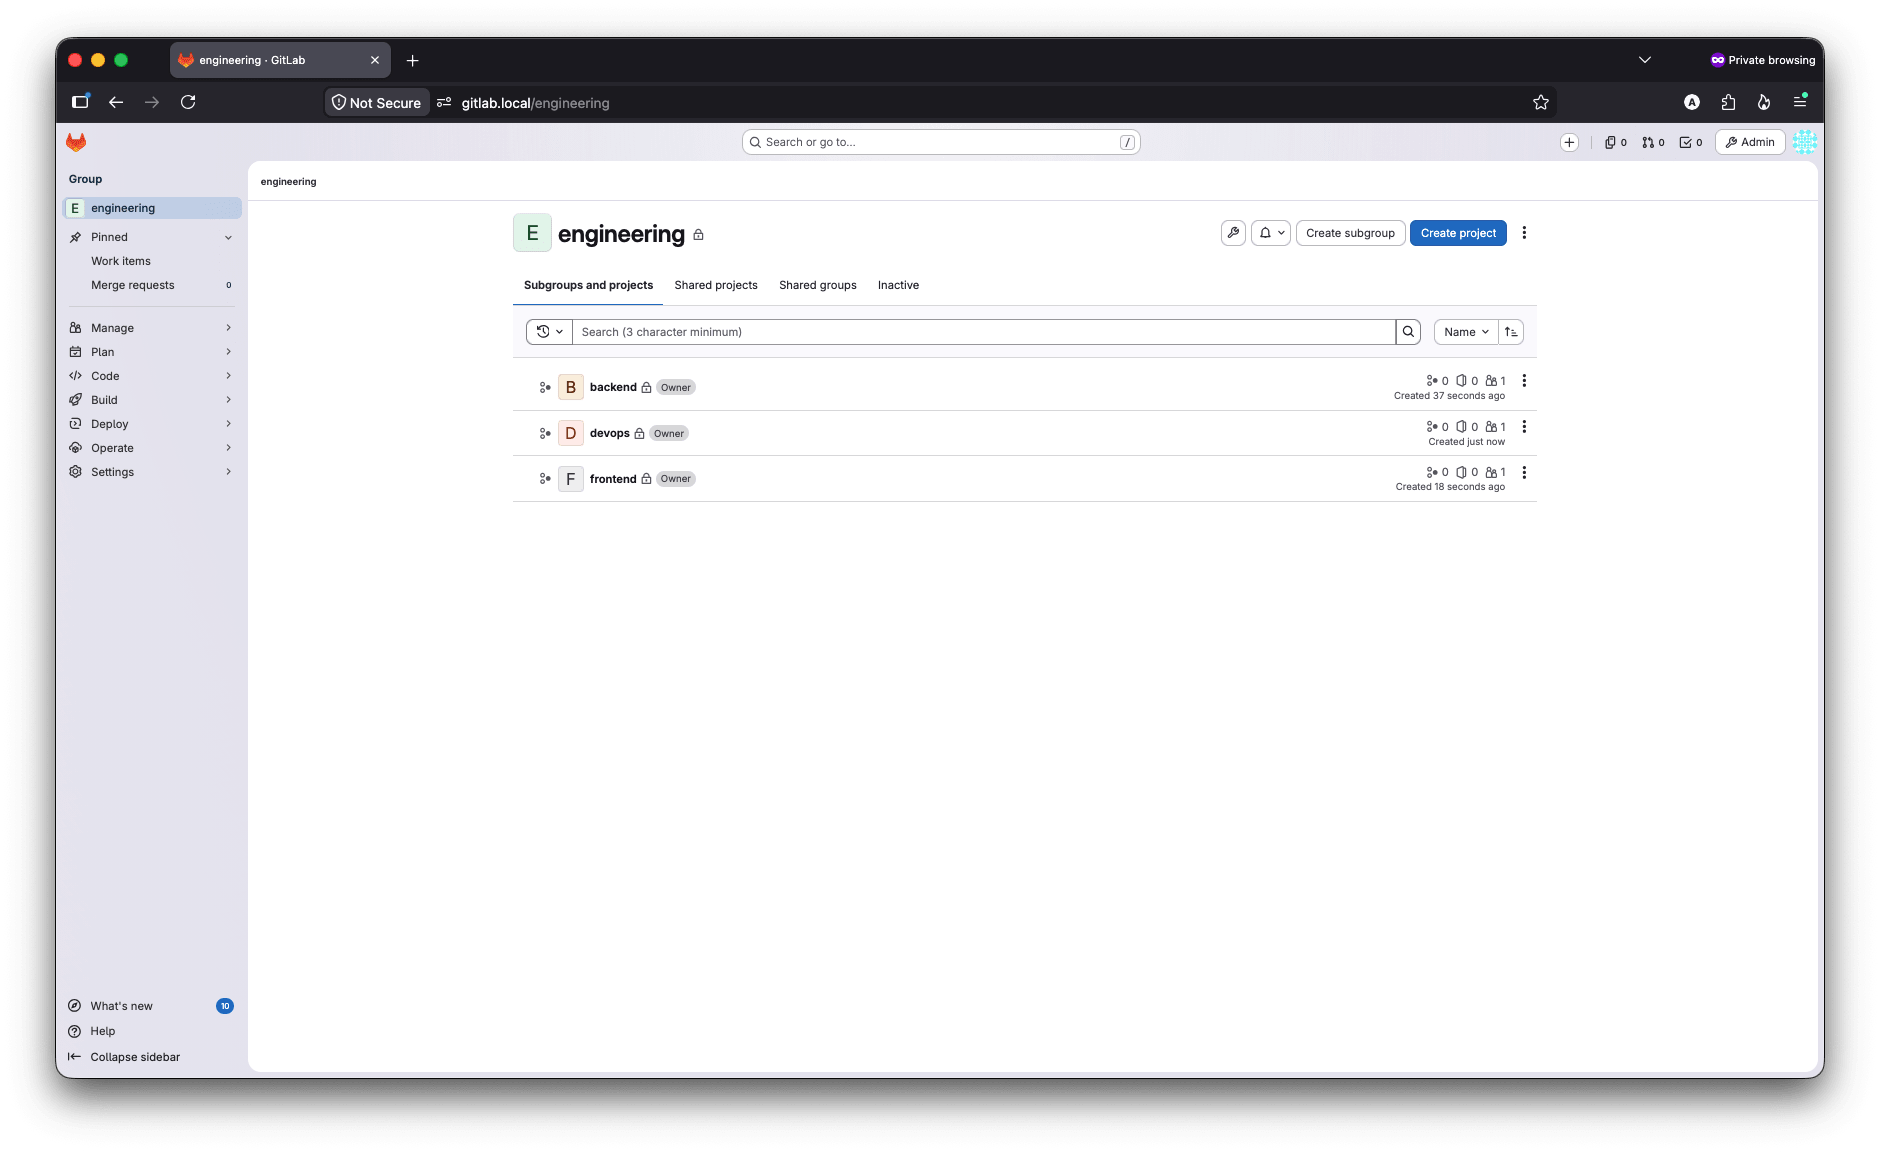 engineering · GitLab
Private browsing
Not Secure
gitlab.local/engineering
A
Search or go to...
/
0
0
0
Admin
Group
E engineering
Pinned
Work items
Merge requests 0
Manage
Plan
Code
Build
Deploy
Operate
Settings
What's new 10
Help
Collapse sidebar
engineering
E engineering
Create subgroup
Create project
Subgroups and projects
Shared projects
Shared groups
Inactive
Search (3 character minimum)
Name
B backend Owner
0 0 1
Created 37 seconds ago
D devops Owner
0 0 1
Created just now
F frontend Owner
0 0 1
Created 18 seconds ago